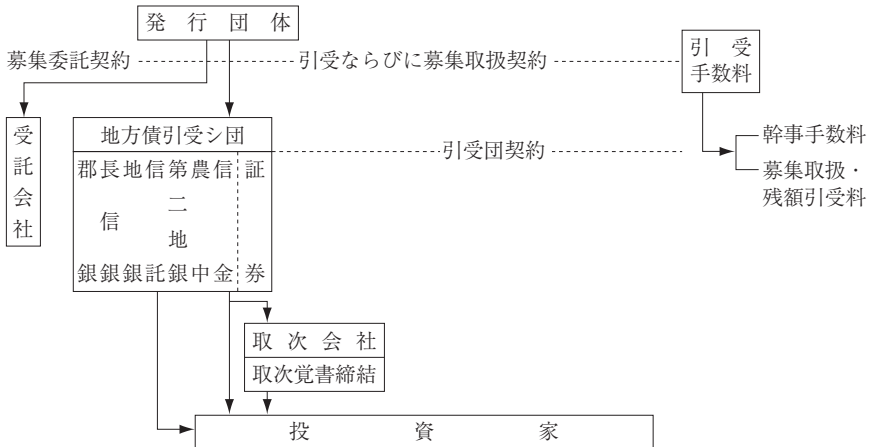 発行団体
募集委託契約
引受ならびに募集取扱契約
引受
手数料
受託会社
地方債引受シ団
引受団契約
幹事手数料
募集取扱・
残額引受料
郡銀
長信銀
地銀
信託
第二地銀
農中
信金
証券
取次会社
取次覚書締結
投資家